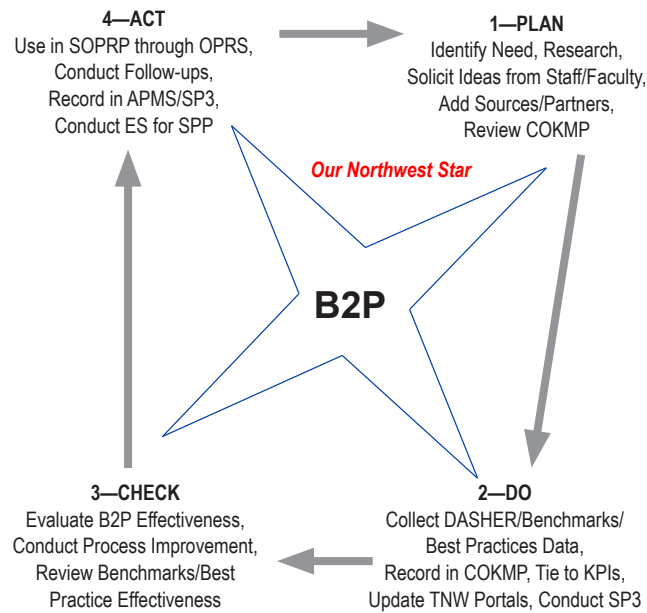 4—ACT
Use in SOPRP through OPRS,
Conduct Follow-ups,
Record in APMS/SP3,
Conduct ES for SPP
1—PLAN
Identify Need, Research,
Solicit Ideas from Staff/Faculty,
Add Sources/Partners,
Review COKMP
Our Northwest Star
B2P
3—CHECK
Evaluate B2P Effectiveness,
Conduct Process Improvement,
Review Benchmarks/Best
Practice Effectiveness
2—DO
Collect DASHER/Benchmarks/
Best Practices Data,
Record in COKMP, Tie to KPIs,
Update TNW Portals, Conduct SP3